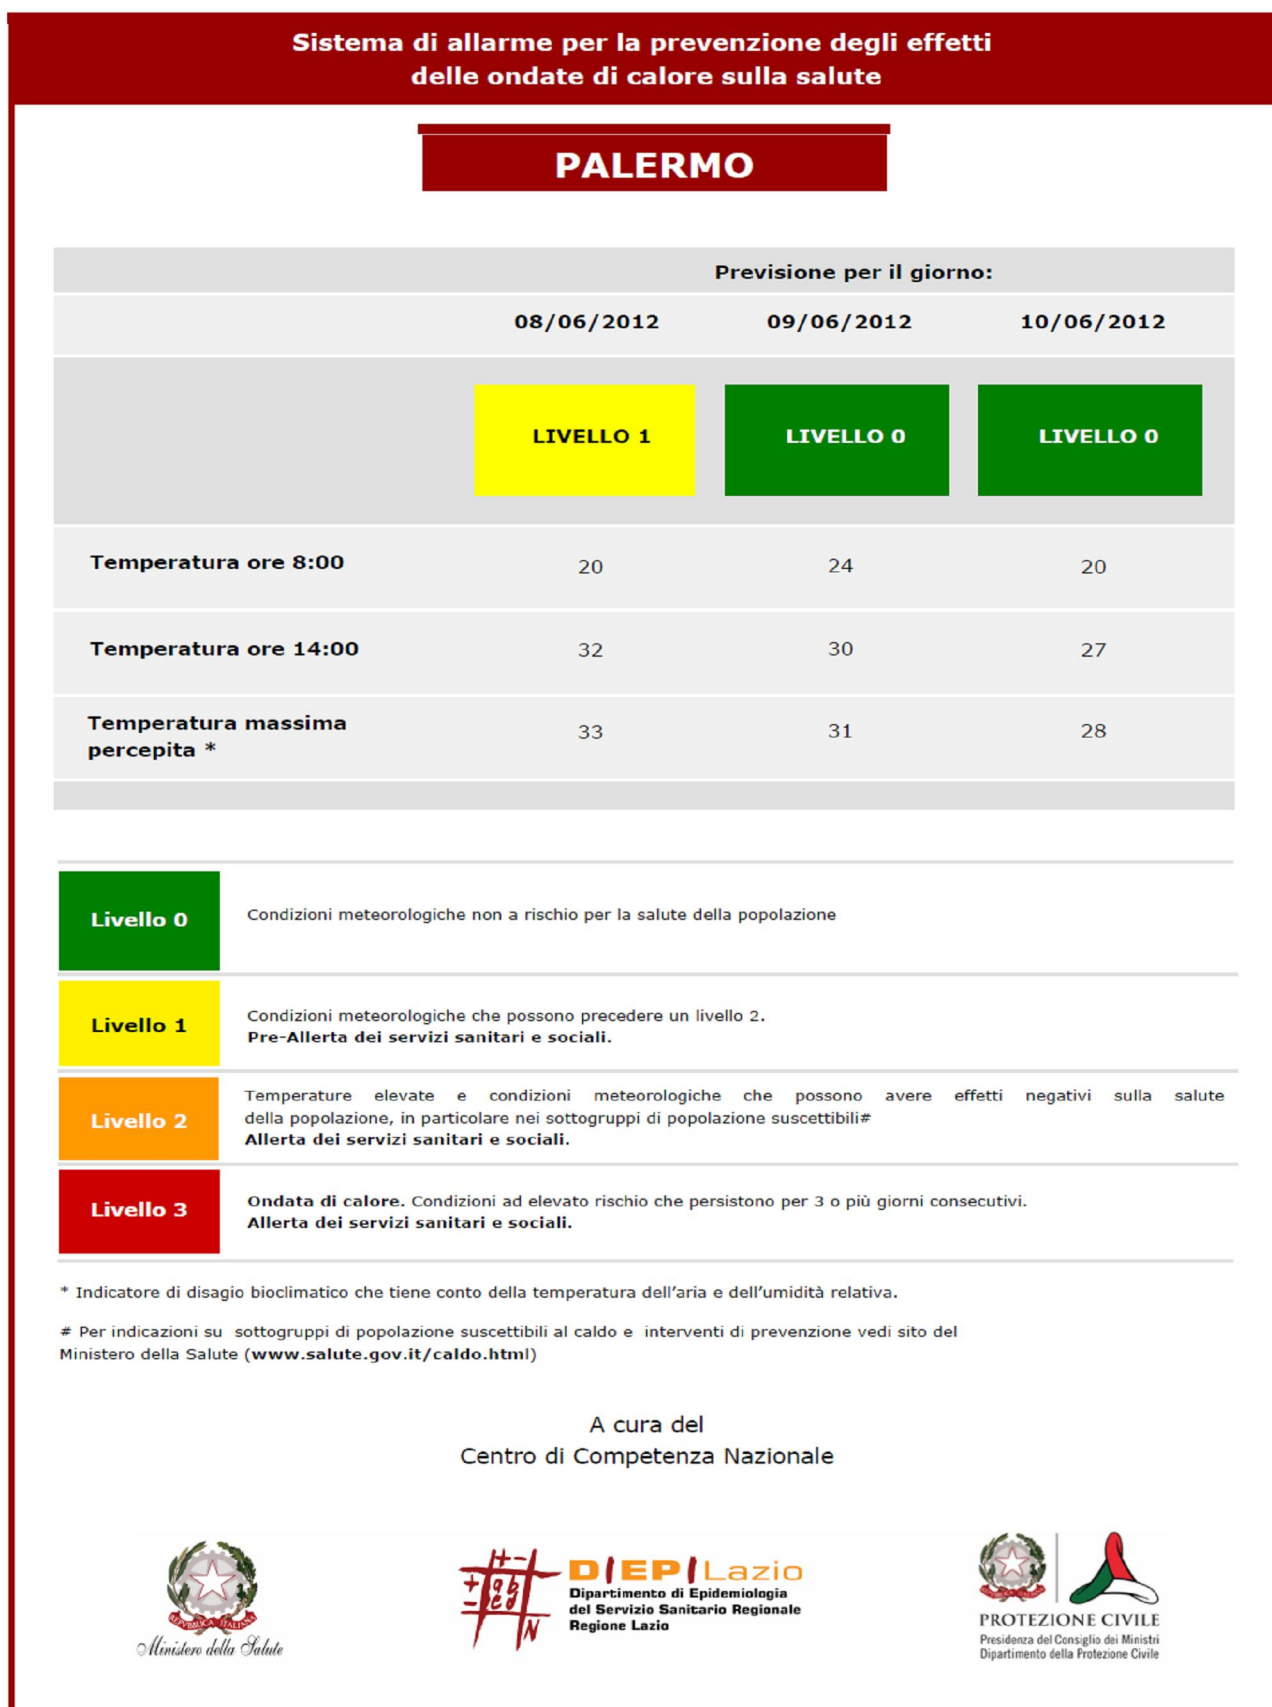 Sistema di allarme per la prevenzione degli effetti
delle ondate di calore sulla salute
PALERMO
Previsione per il giorno:
08/06/2012 09/06/2012 10/06/2012
LIVELLO 1 LIVELLO 0 LIVELLO 0
Temperatura ore 8:00 20 24 20
Temperatura ore 14:00 32 30 27
Temperatura massima
percepita * 33 31 28
Livello 0 Condizioni meteorologiche non a rischio per la salute della popolazione
Livello 1 Condizioni meteorologiche che possono precedere un livello 2.
Pre-Allerta dei servizi sanitari e sociali.
Temperature elevate e condizioni meteorologiche che possono avere effetti negativi sulla salute
Livello 2 della popolazione, in particolare nei sottogruppi di popolazione suscettibili#
Allerta dei servizi sanitari e sociali.
Livello 3 Ondata di calore. Condizioni ad elevato rischio che persistono per 3 o più giorni consecutivi.
Allerta dei servizi sanitari e sociali.
* Indicatore di disagio bioclimatico che tiene conto della temperatura dell'aria e dell'umidità relativa.
# Per indicazioni su sottogruppi di popolazione suscettibili al caldo e interventi di prevenzione vedi sito del
Ministero della Salute (www.salute.gov.it/caldo.html)
A cura del
Centro di Competenza Nazionale
REPVBBLICA ITALIANA
Ministero della Salute
DIEPILazio
Dipartimento di Epidemiologia
del Servizio Sanitario Regionale
Regione Lazio
PROTEZIONE CIVILE
Presidenza del Consiglio dei Ministri
Dipartimento della Protezione Civile